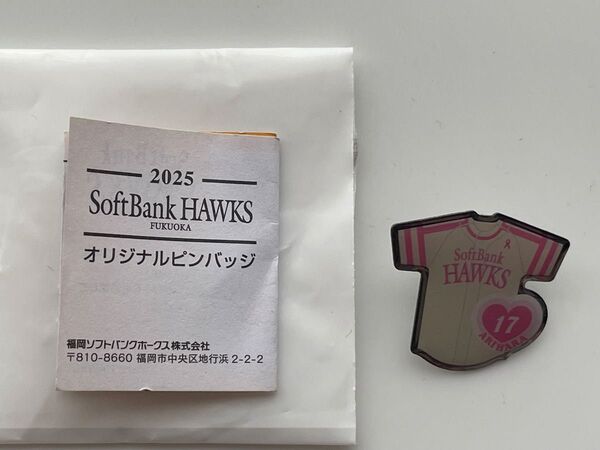 2025
SoftBank HAWKS
FUKUOKA
オリジナルピンバッジ
福岡ソフトバンクホークス株式会社
〒810-8660 福岡市中央区地行浜 2-2-2
SoftBank
HAWKS
17
ARIHARA